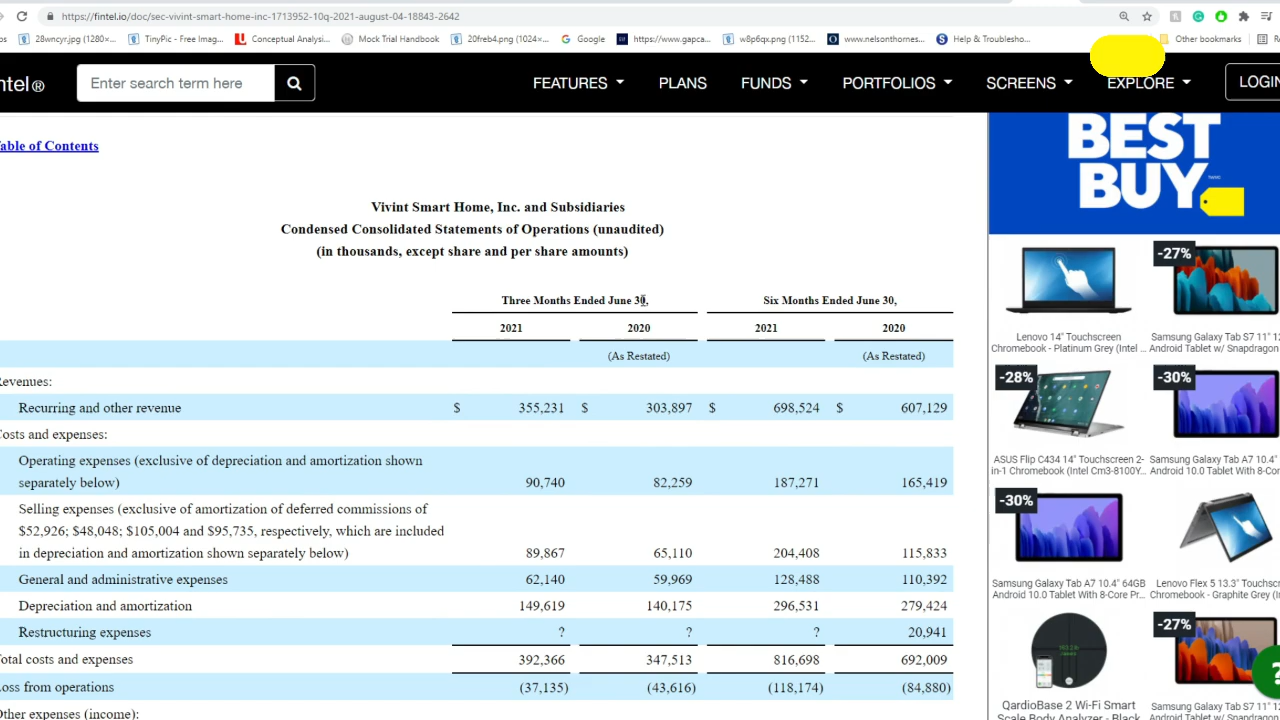 https://fintel.io/doc/sec-vivint-smart-home-inc-1713952-10q-2021-august-04-18843-2642
28wncyr.jpg (1280×... TinyPic - Free Imag... Conceptual Analysi... Mock Trial Handbook 20freb4.png (1024×... Google https://www.gapca... w8p6qx.png (1152... www.nelsonthornes... Help & Troublesho... Other bookmarks
ntel® Enter search term here FEATURES PLANS FUNDS PORTFOLIOS SCREENS EXPLORE LOGIN
able of Contents
BEST
BUY
Vivint Smart Home, Inc. and Subsidiaries
Condensed Consolidated Statements of Operations (unaudited)
(in thousands, except share and per share amounts)
Three Months Ended June 30, Six Months Ended June 30,
2021 2020 2021 2020
(As Restated) (As Restated)
Revenues:
Recurring and other revenue $ 355,231 $ 303,897 $ 698,524 $ 607,129
Costs and expenses:
Operating expenses (exclusive of depreciation and amortization shown
separately below) 90,740 82,259 187,271 165,419
Selling expenses (exclusive of amortization of deferred commissions of
$52,926; $48,048; $105,004 and $95,735, respectively, which are included
in depreciation and amortization shown separately below) 89,867 65,110 204,408 115,833
General and administrative expenses 62,140 59,969 128,488 110,392
Depreciation and amortization 149,619 140,175 296,531 279,424
Restructuring expenses ? ? ? 20,941
Total costs and expenses 392,366 347,513 816,698 692,009
Loss from operations (37,135) (43,616) (118,174) (84,880)
Other expenses (income):
-27%
Lenovo 14" Touchscreen
Chromebook - Platinum Grey (Intel ...
Samsung Galaxy Tab S7 11" 12
Android Tablet w/ Snapdragon
-28%
-30%
ASUS Flip C434 14" Touchscreen 2-
in-1 Chromebook (Intel Cm3-8100Y...
Samsung Galaxy Tab A7 10.4"
Android 10.0 Tablet With 8-Cor
-30%
Samsung Galaxy Tab A7 10.4" 64GB
Android 10.0 Tablet With 8-Core Pr...
Lenovo Flex 5 13.3" Touchscr
Chromebook - Graphite Grey (I
-27%
QardioBase 2 Wi-Fi Smart
Scale Body Analyzer - Black
Samsung Galaxy Tab S7 11" 12
Android Tablet w/ Snapdragon
?